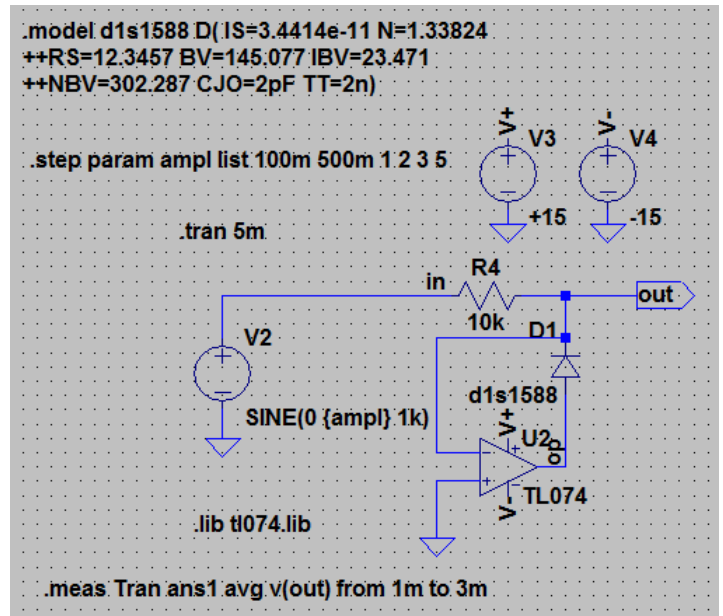 .model d1s1588 D( IS=3.4414e-11 N=1.33824
++RS=12.3457 BV=145.077 IBV=23.471
++NBV=302.287 CJO=2pF TT=2n)
V+
V3
+15
V-
V4
-15
.step param ampl list 100m 500m 1 2 3 5
.tran 5m
in
R4
10k
out
D1
V2
d1s1588
SINE(0 {ampl} 1k)
V+
U2
op
TL074
V-
.lib tl074.lib
.meas Tran ans1 avg v(out) from 1m to 3m